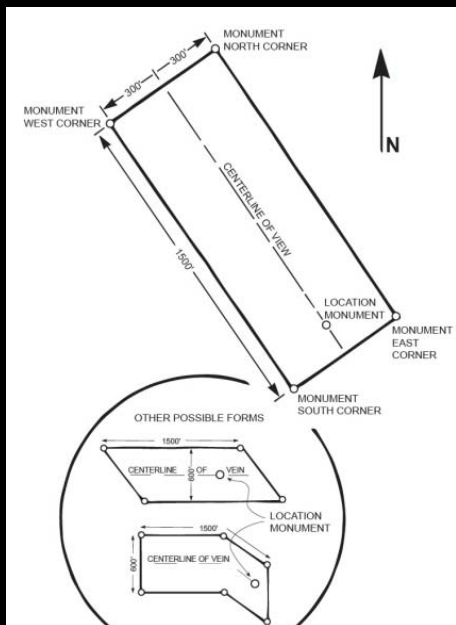 MONUMENT
NORTH CORNER
300'
300'
MONUMENT
WEST CORNER
N
CENTERLINE OF VIEW
1500'
LOCATION
MONUMENT
MONUMENT
EAST
CORNER
MONUMENT
SOUTH CORNER
OTHER POSSIBLE FORMS
1500'
CENTERLINE OF VEIN
600'
LOCATION
MONUMENT
1500'
600'
CENTERLINE OF VEIN